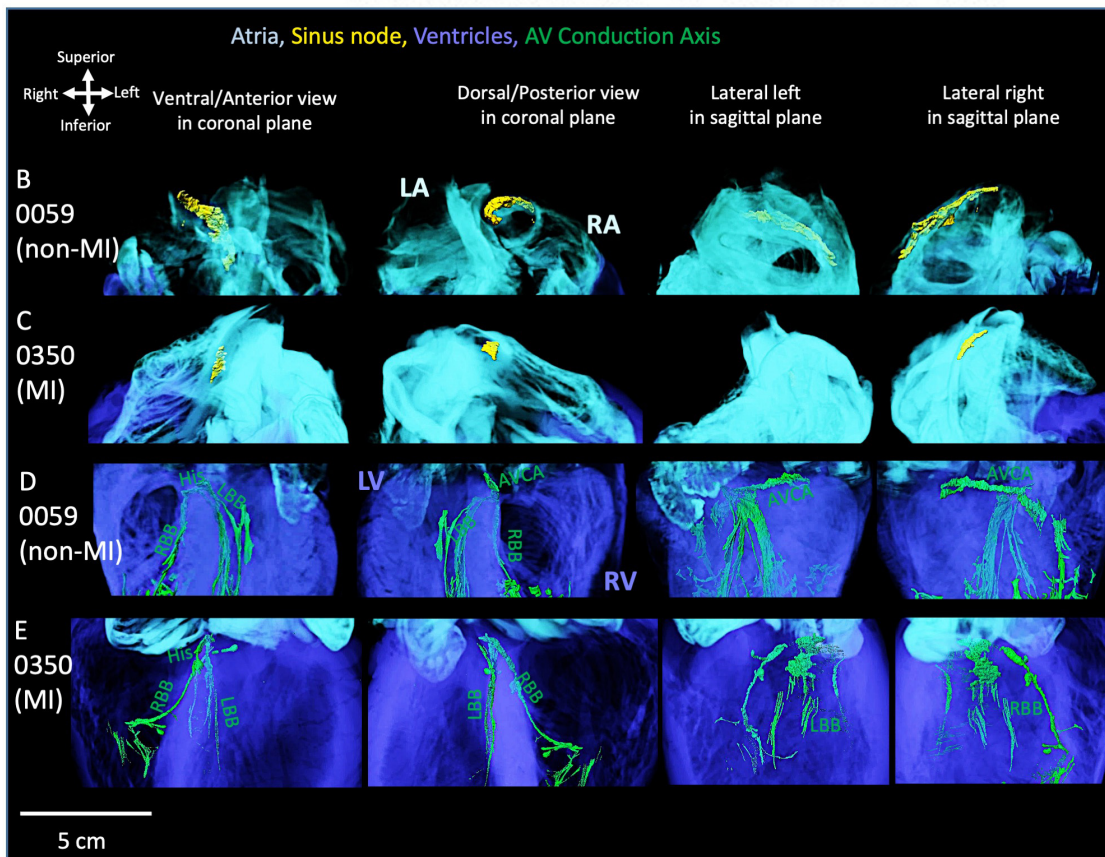 Atria, Sinus node, Ventricles, AV Conduction Axis
Superior
Right
Left
Inferior
Ventral/Anterior view
in coronal plane
Dorsal/Posterior view
in coronal plane
Lateral left
in sagittal plane
Lateral right
in sagittal plane
B
0059
(non-MI)
LA
RA
C
0350
(MI)
D
0059
(non-MI)
His
LBB
RBB
LV
AVCA
RBB
RV
AVCA
AVCA
E
0350
(MI)
His
RBB
LBB
LBB
RBB
LBB
RBB
5 cm